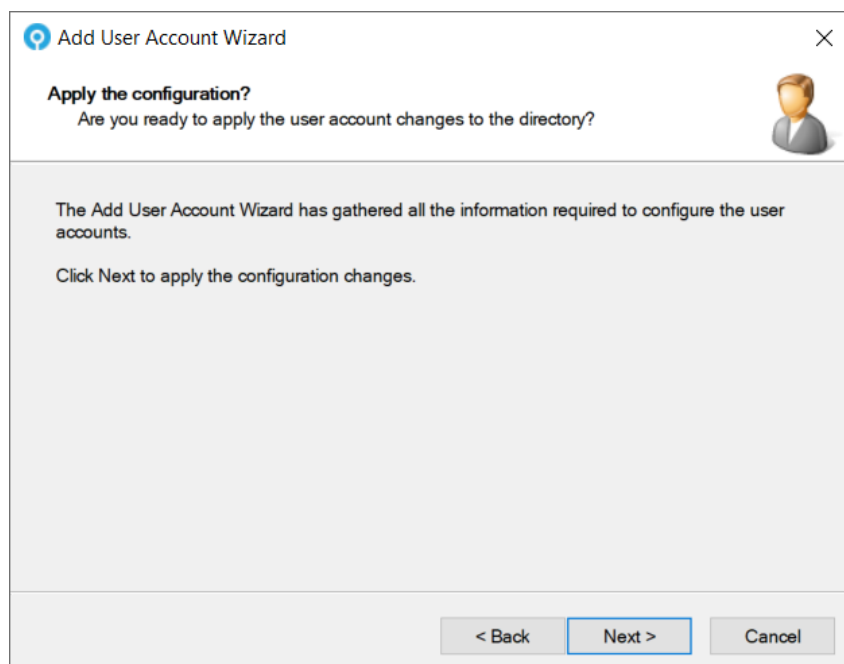 Add User Account Wizard
Apply the configuration?
Are you ready to apply the user account changes to the directory?
The Add User Account Wizard has gathered all the information required to configure the user
accounts.
Click Next to apply the configuration changes.
< Back
Next >
Cancel